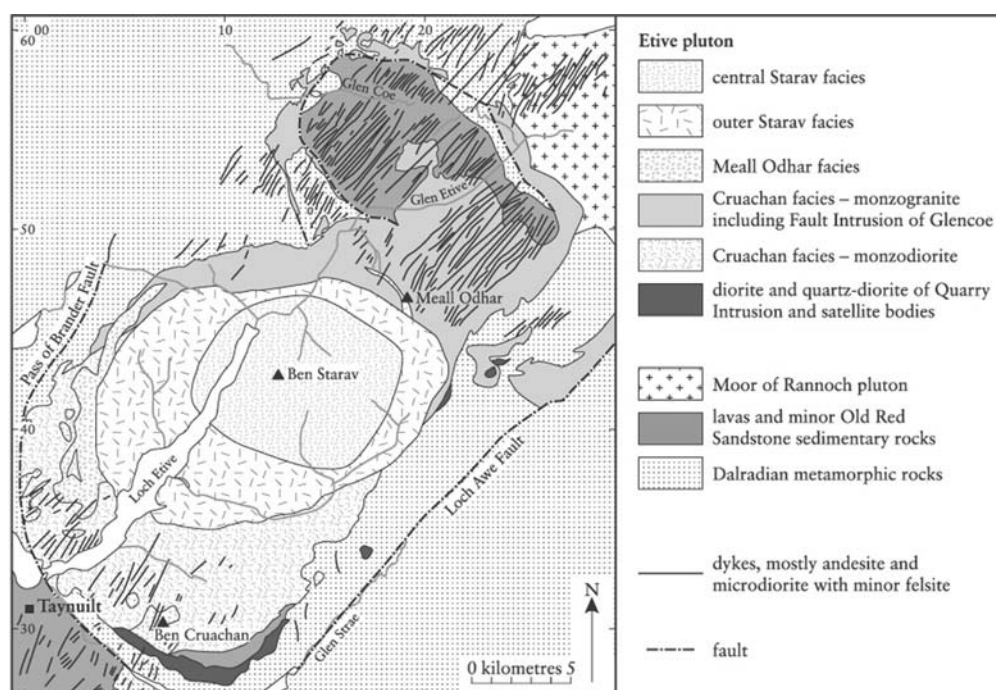 00
10
20
60
50
40
30
Glen Coe
Glen Etive
Meall Odhar
Pass of Brander Fault
Ben Starav
Loch Etive
Loch Awe Fault
Taynuilt
Ben Cruachan
Glen Strae
N
0 kilometres 5
Etive pluton
central Starav facies
outer Starav facies
Meall Odhar facies
Cruachan facies – monzogranite
including Fault Intrusion of Glencoe
Cruachan facies – monzodiorite
diorite and quartz-diorite of Quarry
Intrusion and satellite bodies
Moor of Rannoch pluton
lavas and minor Old Red
Sandstone sedimentary rocks
Dalradian metamorphic rocks
dykes, mostly andesite and
microdiorite with minor felsite
fault